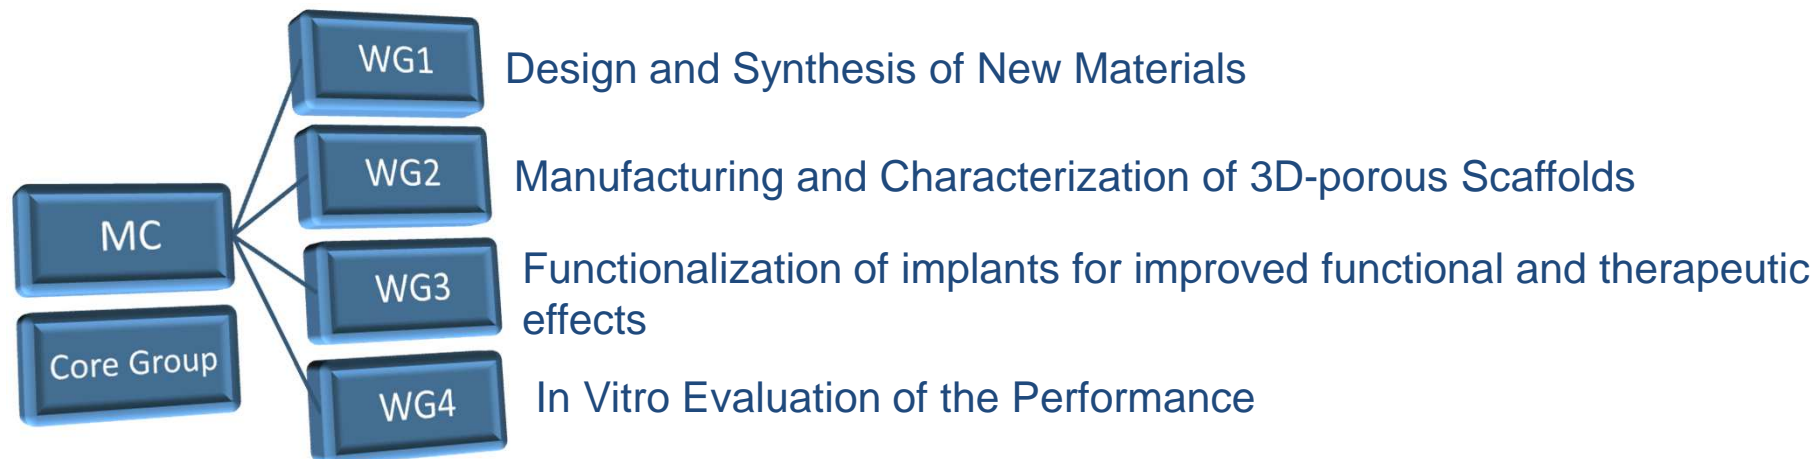 WG1
Design and Synthesis of New Materials
WG2
Manufacturing and Characterization of 3D-porous Scaffolds
MC
WG3
Functionalization of implants for improved functional and therapeutic
effects
Core Group
WG4
In Vitro Evaluation of the Performance